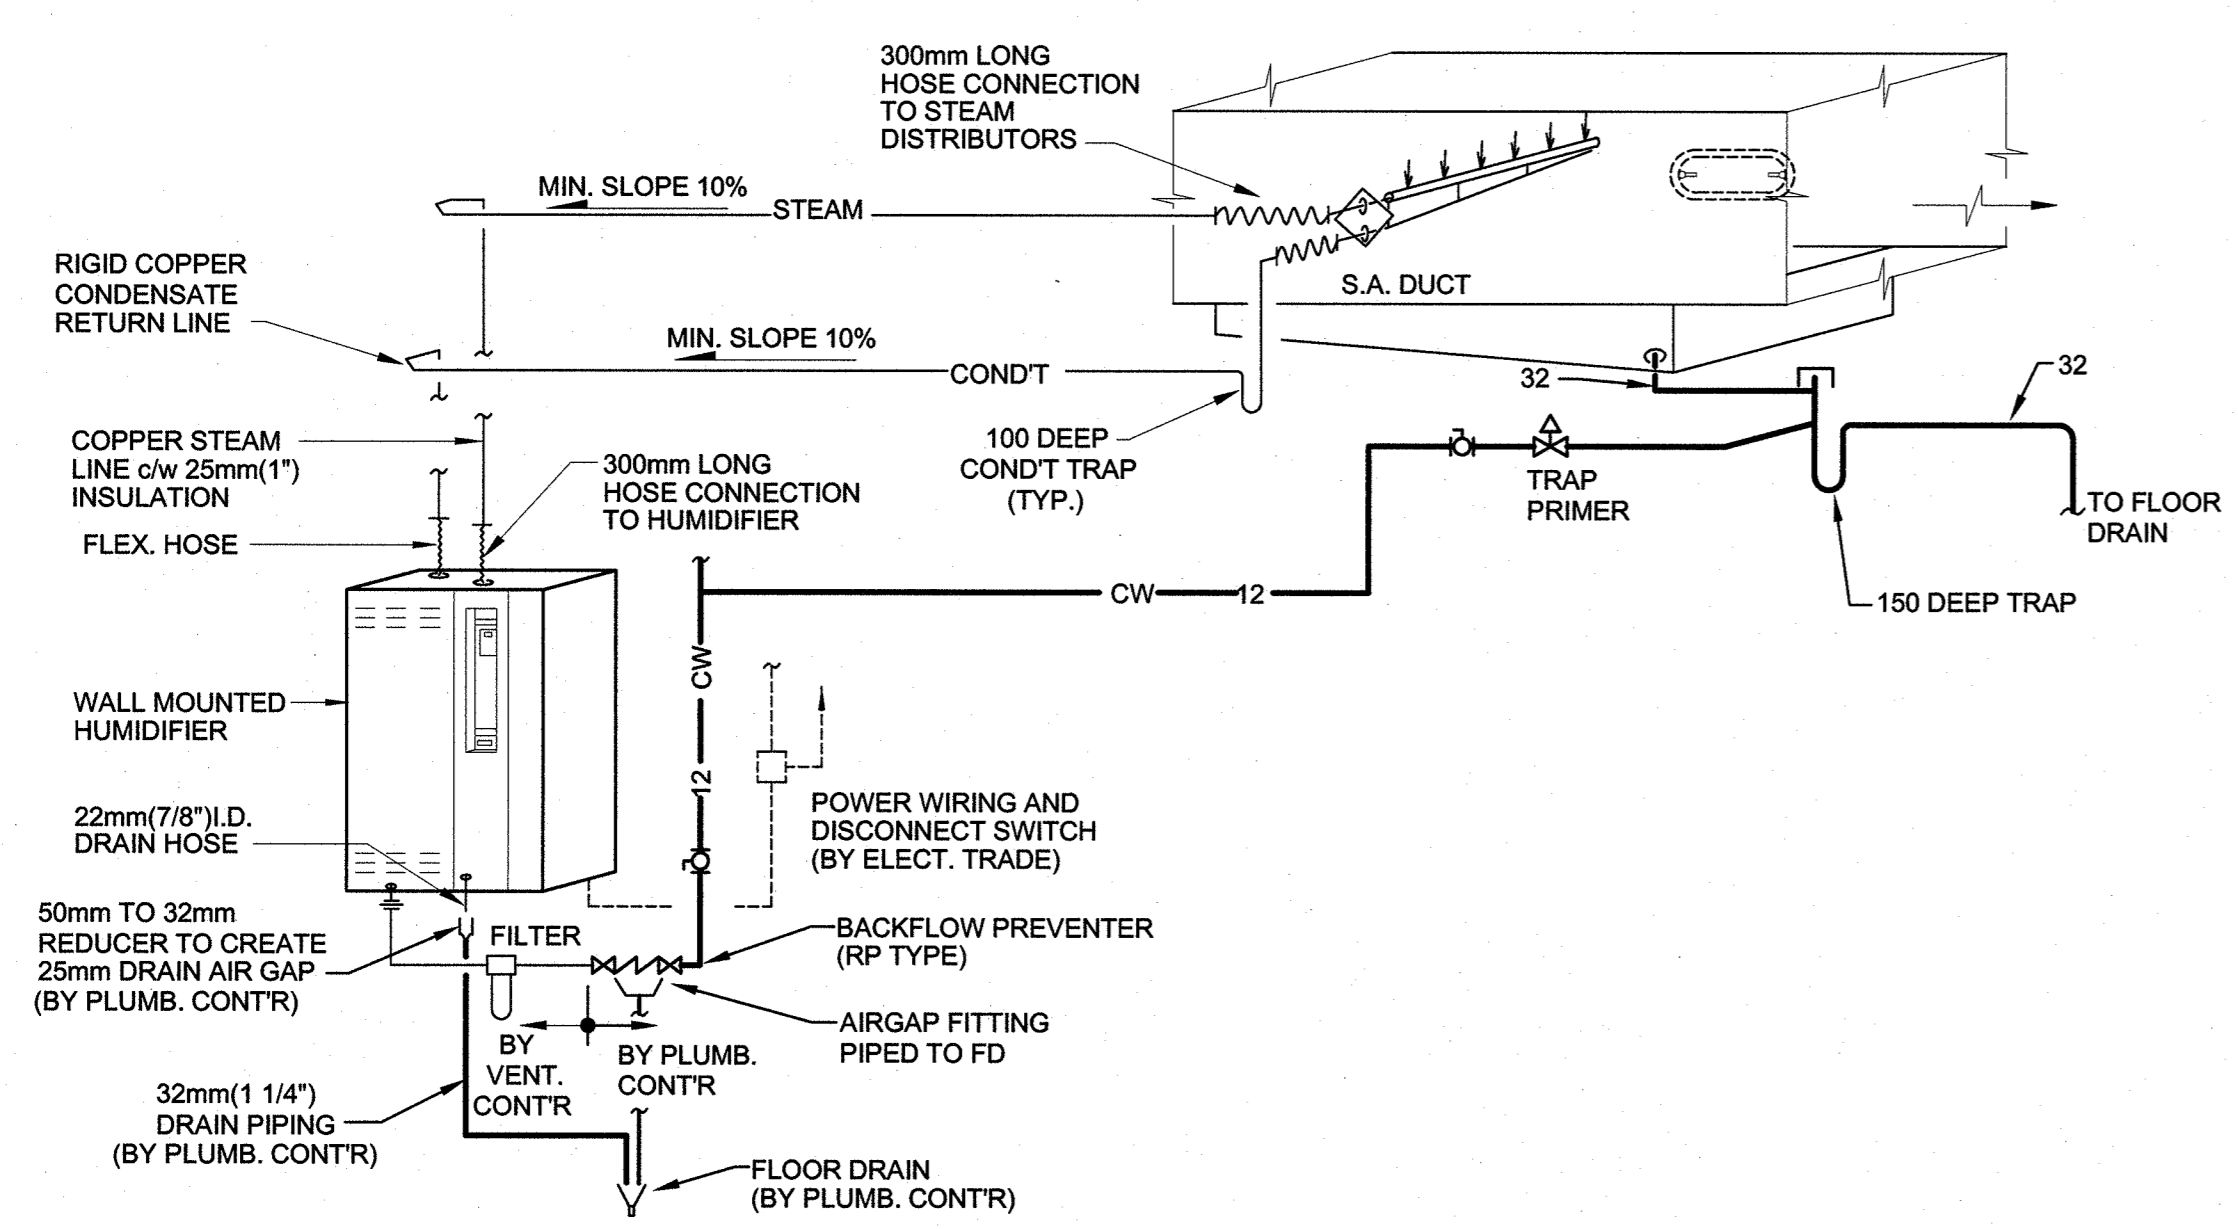 300mm LONG
HOSE CONNECTION
TO STEAM
DISTRIBUTORS
MIN. SLOPE 10%
STEAM
RIGID COPPER
CONDENSATE
RETURN LINE
S.A. DUCT
MIN. SLOPE 10%
COND'T
32
32
100 DEEP
COND'T TRAP
(TYP.)
COPPER STEAM
LINE c/w 25mm(1")
INSULATION
300mm LONG
HOSE CONNECTION
TO HUMIDIFIER
TRAP
PRIMER
TO FLOOR
DRAIN
FLEX. HOSE
CW
12
150 DEEP TRAP
CW
12
WALL MOUNTED
HUMIDIFIER
22mm(7/8")I.D.
DRAIN HOSE
POWER WIRING AND
DISCONNECT SWITCH
(BY ELECT. TRADE)
50mm TO 32mm
REDUCER TO CREATE
25mm DRAIN AIR GAP
(BY PLUMB. CONT'R)
FILTER
BACKFLOW PREVENTER
(RP TYPE)
AIRGAP FITTING
PIPED TO FD
BY
VENT.
CONT'R
BY PLUMB.
CONT'R
32mm(1 1/4")
DRAIN PIPING
(BY PLUMB. CONT'R)
FLOOR DRAIN
(BY PLUMB. CONT'R)